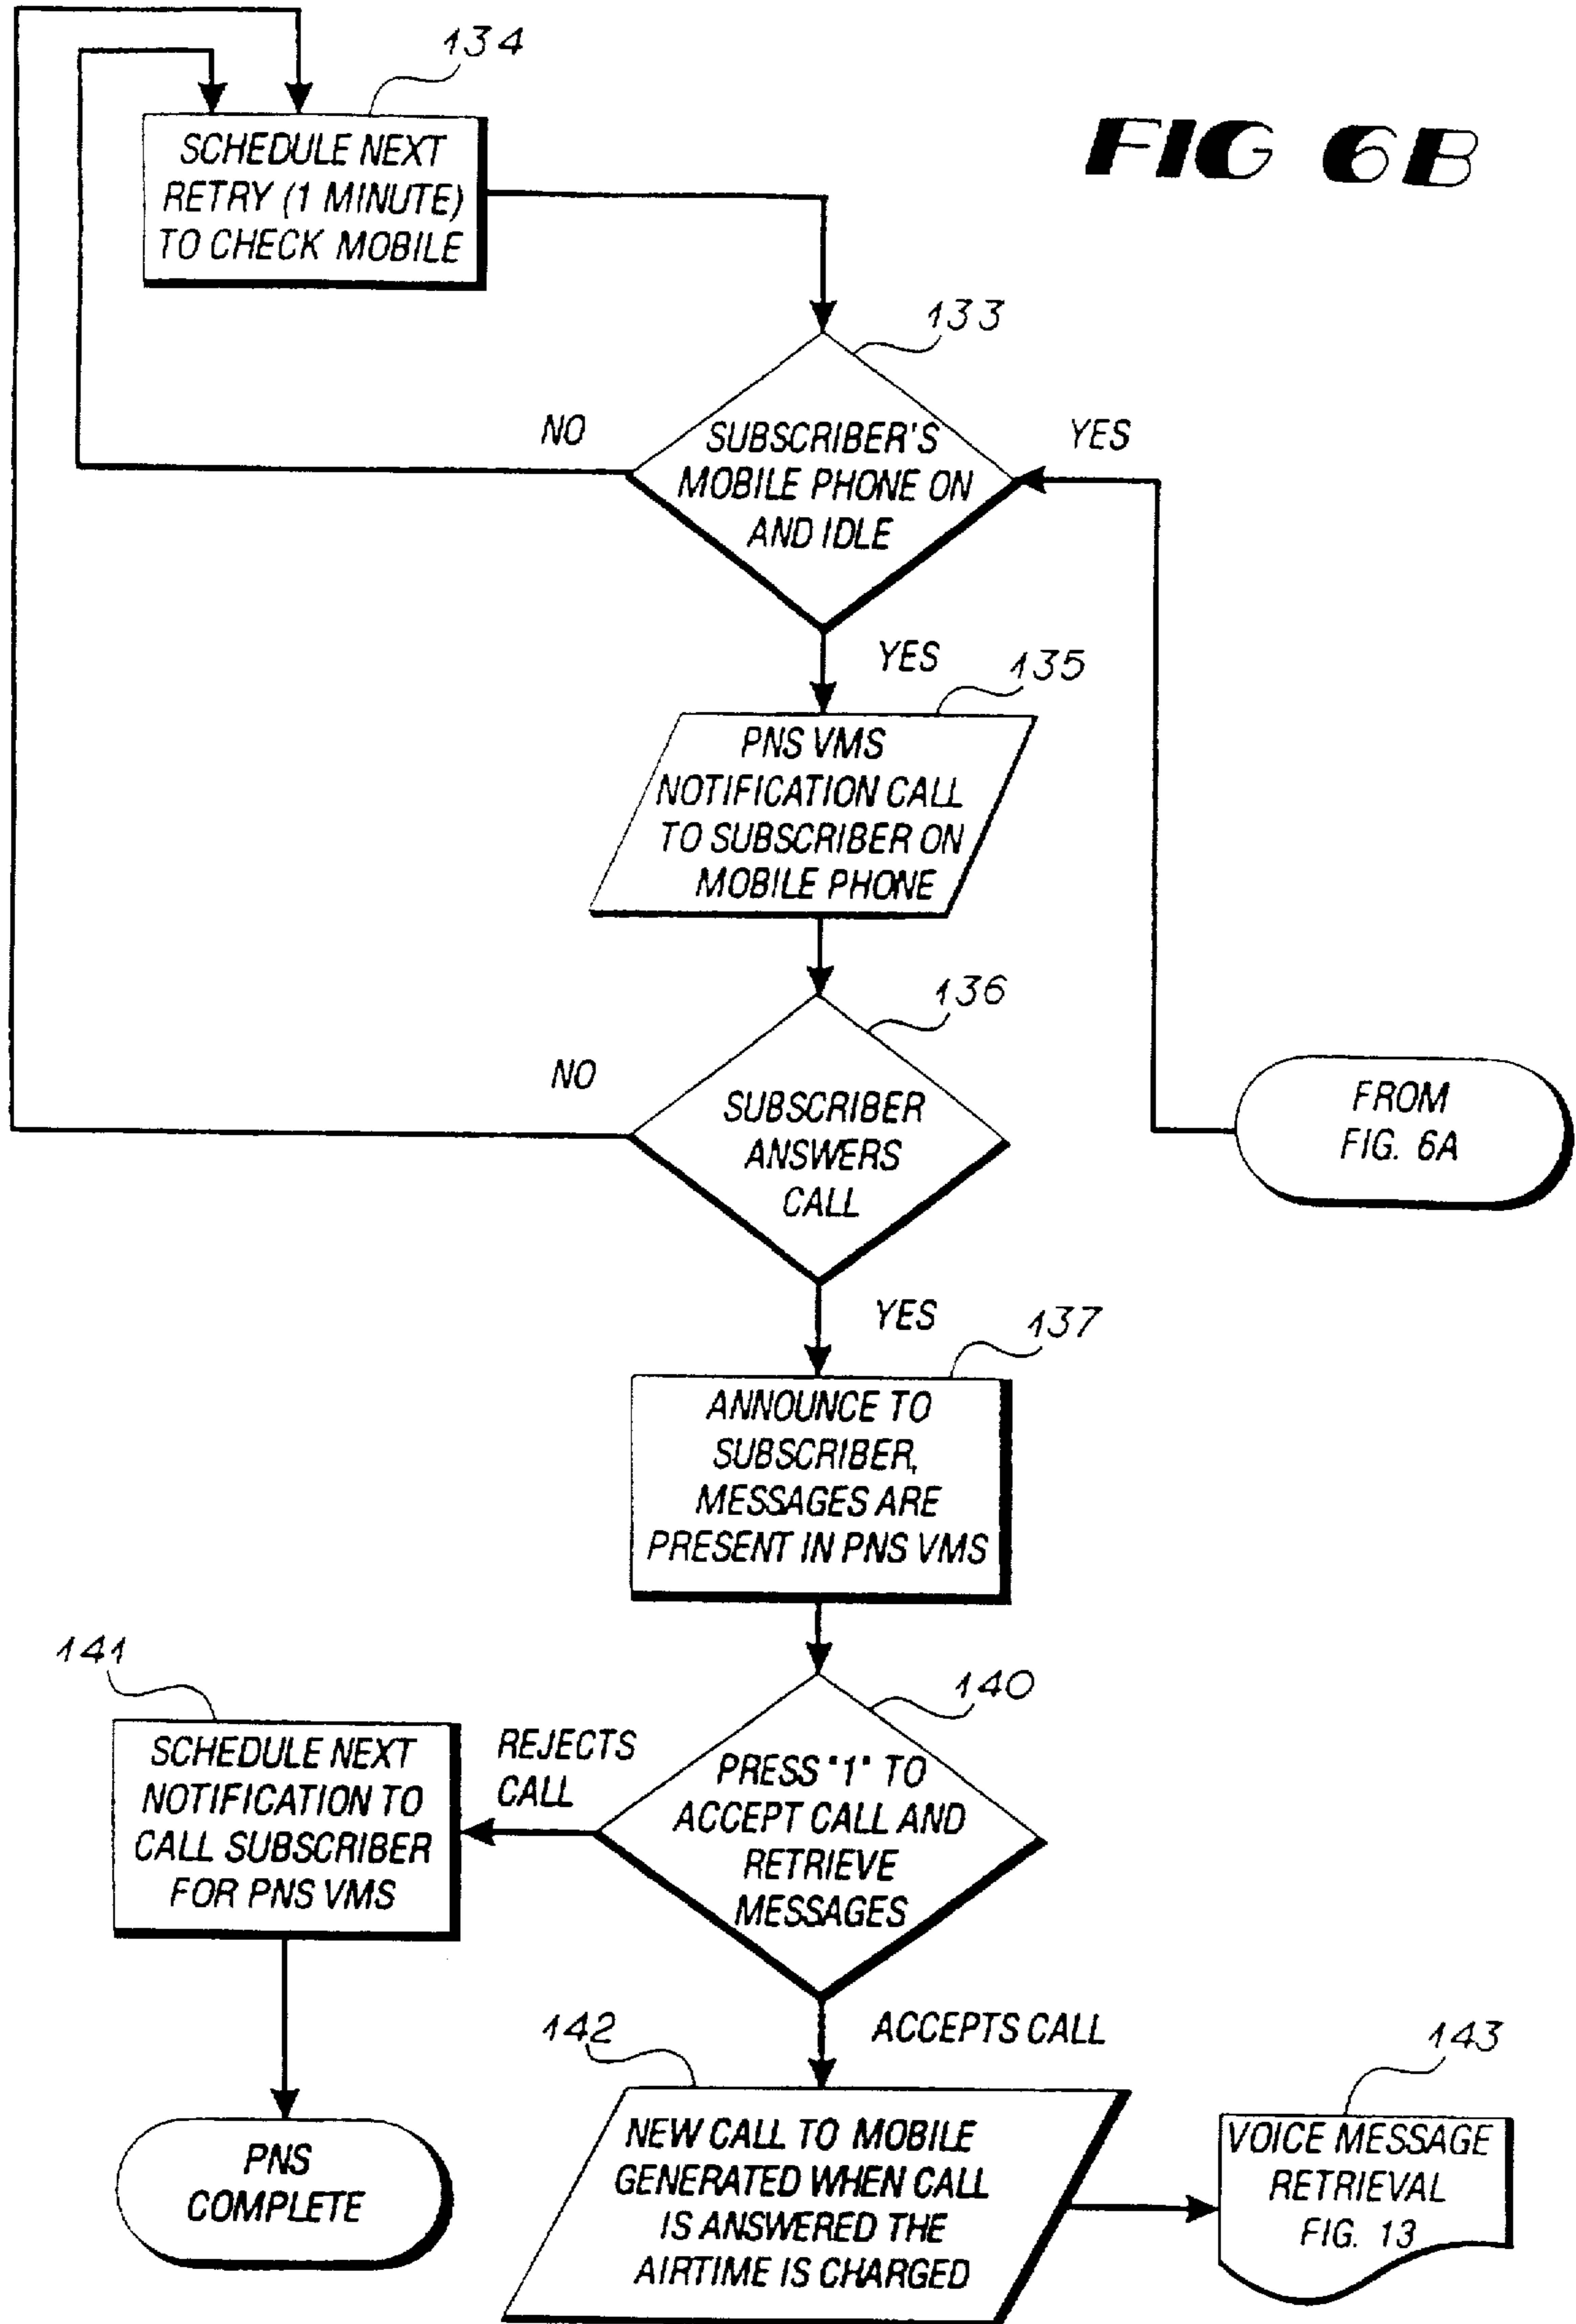 134
FIG 6B
SCHEDULE NEXT
RETRY (1 MINUTE)
TO CHECK MOBILE
133
NO
YES
SUBSCRIBER'S
MOBILE PHONE ON
AND IDLE
YES
135
PNS VMS
NOTIFICATION CALL
TO SUBSCRIBER ON
MOBILE PHONE
136
NO
SUBSCRIBER
ANSWERS
CALL
FROM
FIG. 6A
YES
137
ANNOUNCE TO
SUBSCRIBER,
MESSAGES ARE
PRESENT IN PNS VMS
141
140
SCHEDULE NEXT
NOTIFICATION TO
CALL SUBSCRIBER
FOR PNS VMS
REJECTS
CALL
PRESS "1" TO
ACCEPT CALL AND
RETRIEVE
MESSAGES
142
ACCEPTS CALL
143
PNS
COMPLETE
NEW CALL TO MOBILE
GENERATED WHEN CALL
IS ANSWERED THE
AIRTIME IS CHARGED
VOICE MESSAGE
RETRIEVAL
FIG. 13